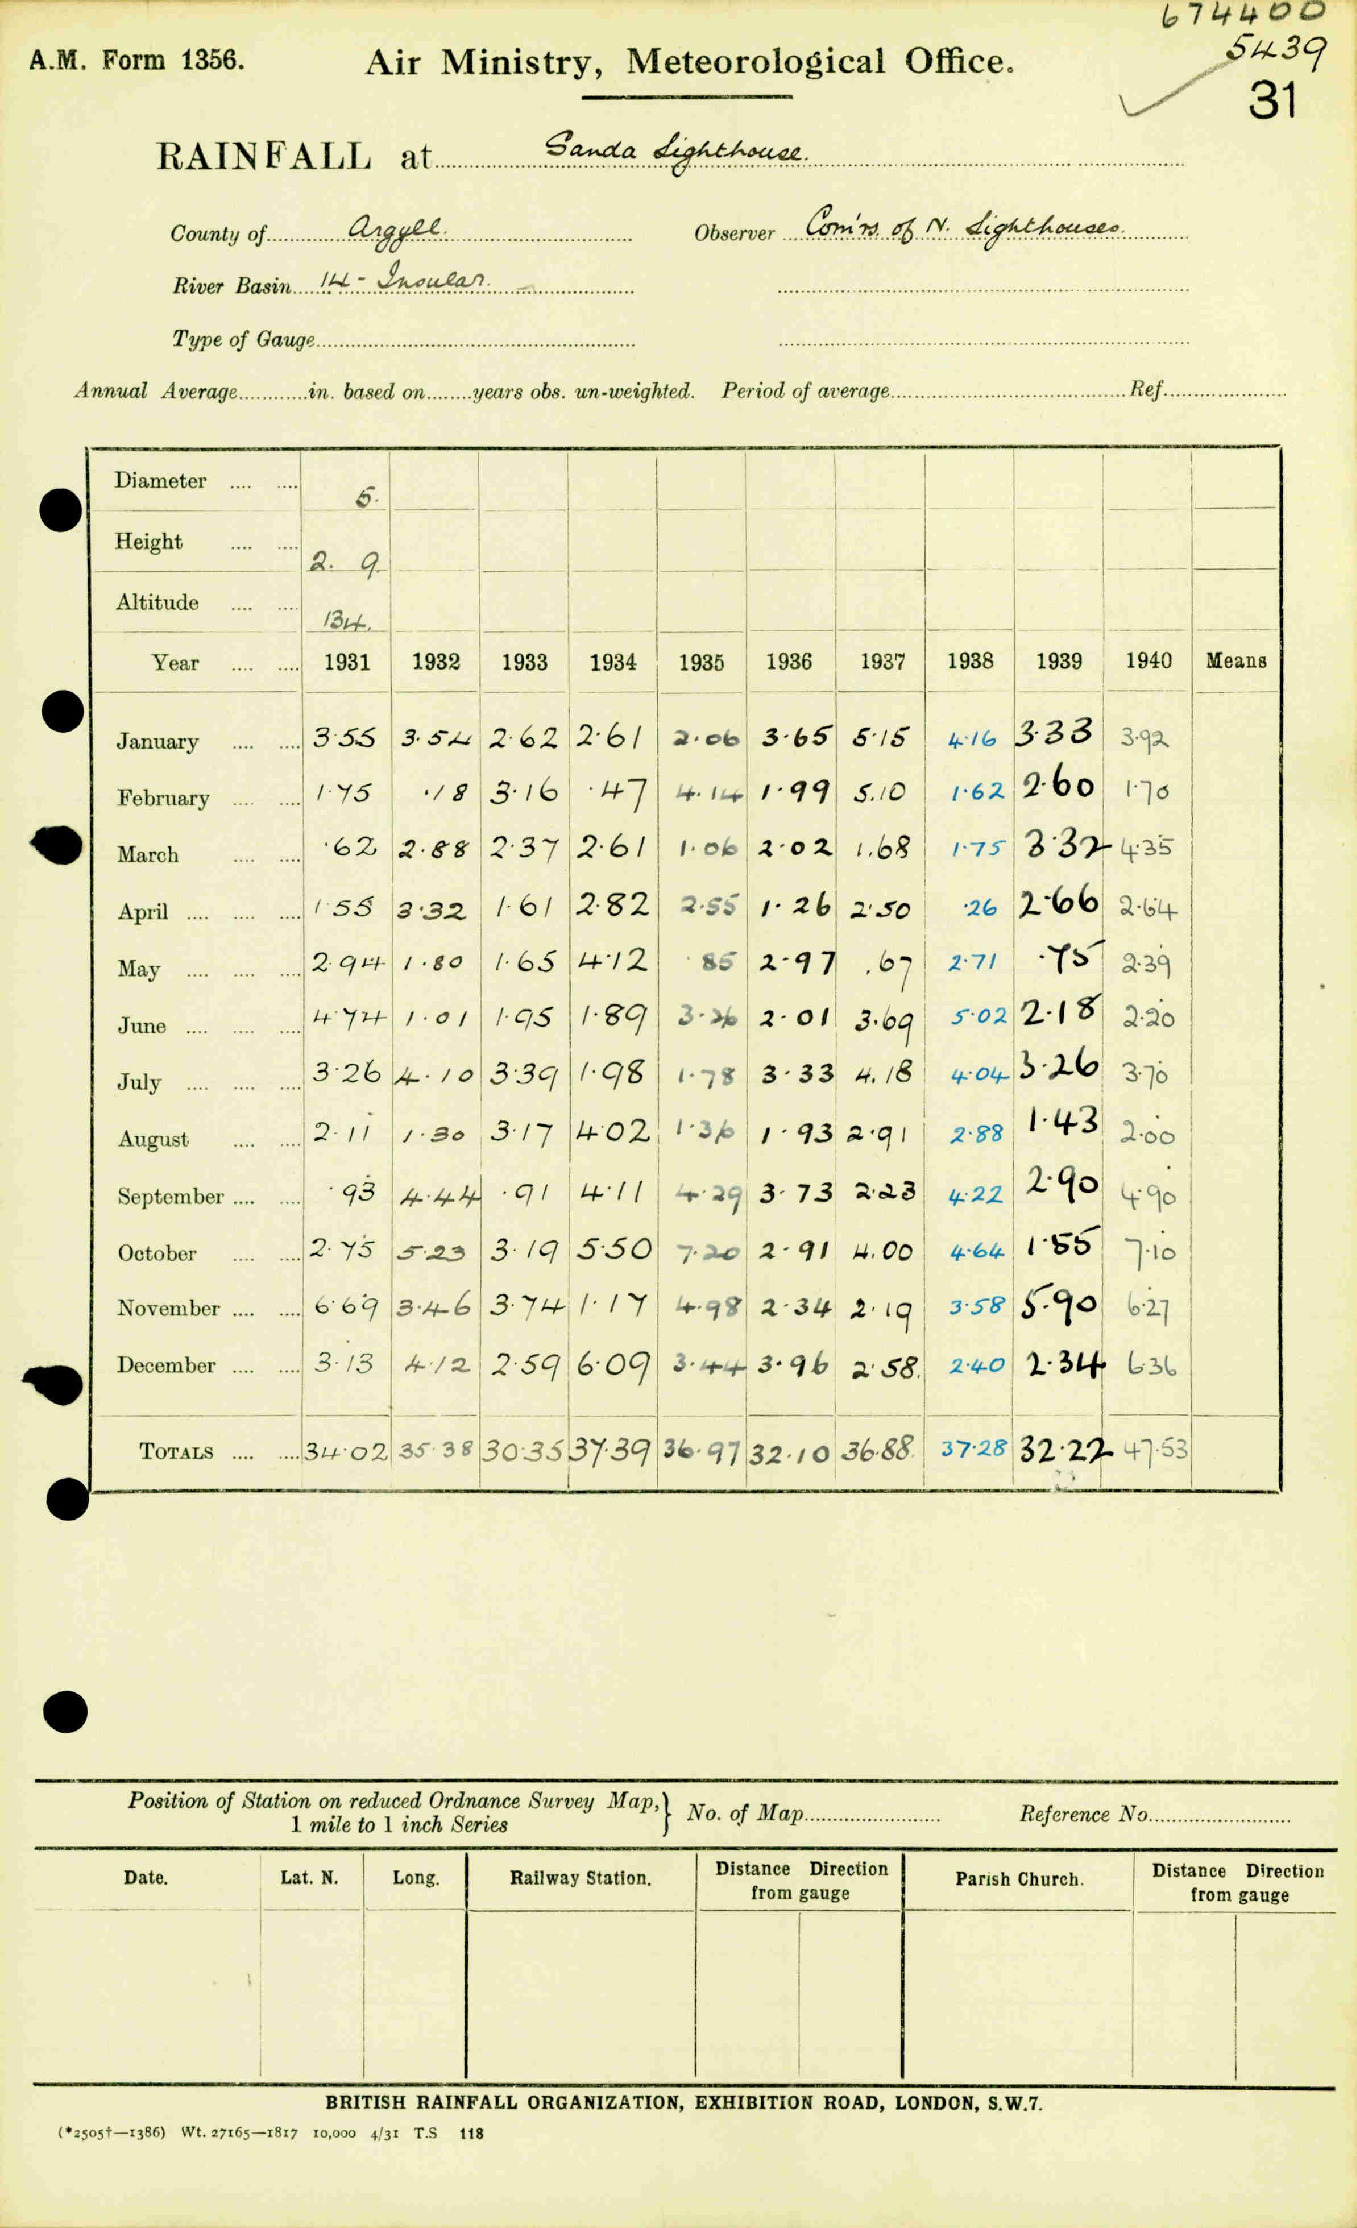 674400
A.M. Form 1356. Air Ministry, Meteorological Office. 5439
31
RAINFALL at Sanda Lighthouse.
County of Argyll. Observer Com'rs. of N. Lighthouses.
River Basin 14 - Insular.
Type of Gauge
Annual Average in. based on years obs. un-weighted. Period of average Ref.
Diameter 5.
Height 2. 9
Altitude 134.
Year 1931 1932 1933 1934 1935 1936 1937 1938 1939 1940 Means
January 3.55 3.54 2.62 2.61 2.06 3.65 5.15 4.16 3.33 3.92
February 1.75 .18 3.16 .47 4.14 1.99 5.10 1.62 2.60 1.70
March .62 2.88 2.37 2.61 1.06 2.02 1.68 1.75 3.32 4.35
April 1.55 3.32 1.61 2.82 2.55 1.26 2.50 .26 2.66 2.64
May 2.94 1.80 1.65 4.12 .85 2.97 .67 2.71 .75 2.39
June 4.74 1.01 1.95 1.89 3.26 2.01 3.69 5.02 2.18 2.20
July 3.26 4.10 3.39 1.98 1.78 3.33 4.18 4.04 3.26 3.70
August 2.11 1.30 3.17 4.02 1.36 1.93 2.91 2.88 1.43 2.00
September .93 4.44 .91 4.11 4.29 3.73 2.23 4.22 2.90 4.90
October 2.75 5.23 3.19 5.50 7.20 2.91 4.00 4.64 1.55 7.10
November 6.69 3.46 3.74 1.17 4.98 2.34 2.19 3.58 5.90 6.27
December 3.13 4.12 2.59 6.09 3.44 3.96 2.58. 2.40 2.34 6.36
TOTALS 34.02 35.38 30.35 37.39 36.97 32.10 36.88. 37.28 32.22 47.53
Position of Station on reduced Ordnance Survey Map, 1 mile to 1 inch Series } No. of Map Reference No.
Date. Lat. N. Long. Railway Station. Distance Direction from gauge Parish Church. Distance Direction from gauge
BRITISH RAINFALL ORGANIZATION, EXHIBITION ROAD, LONDON, S.W.7.
(*2505†—1386) Wt. 27165—1817 10,000 4/31 T.S 118